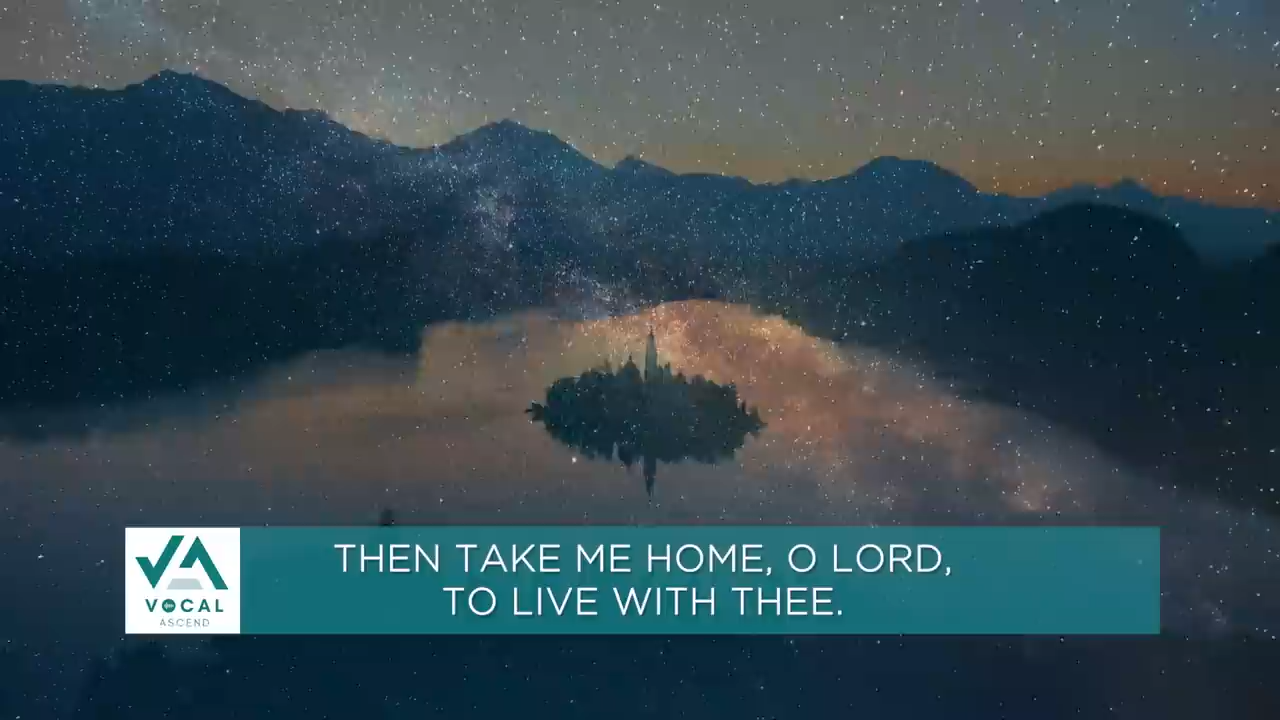 THEN TAKE ME HOME, O LORD,
TO LIVE WITH THEE.
VOCAL
ASCEND